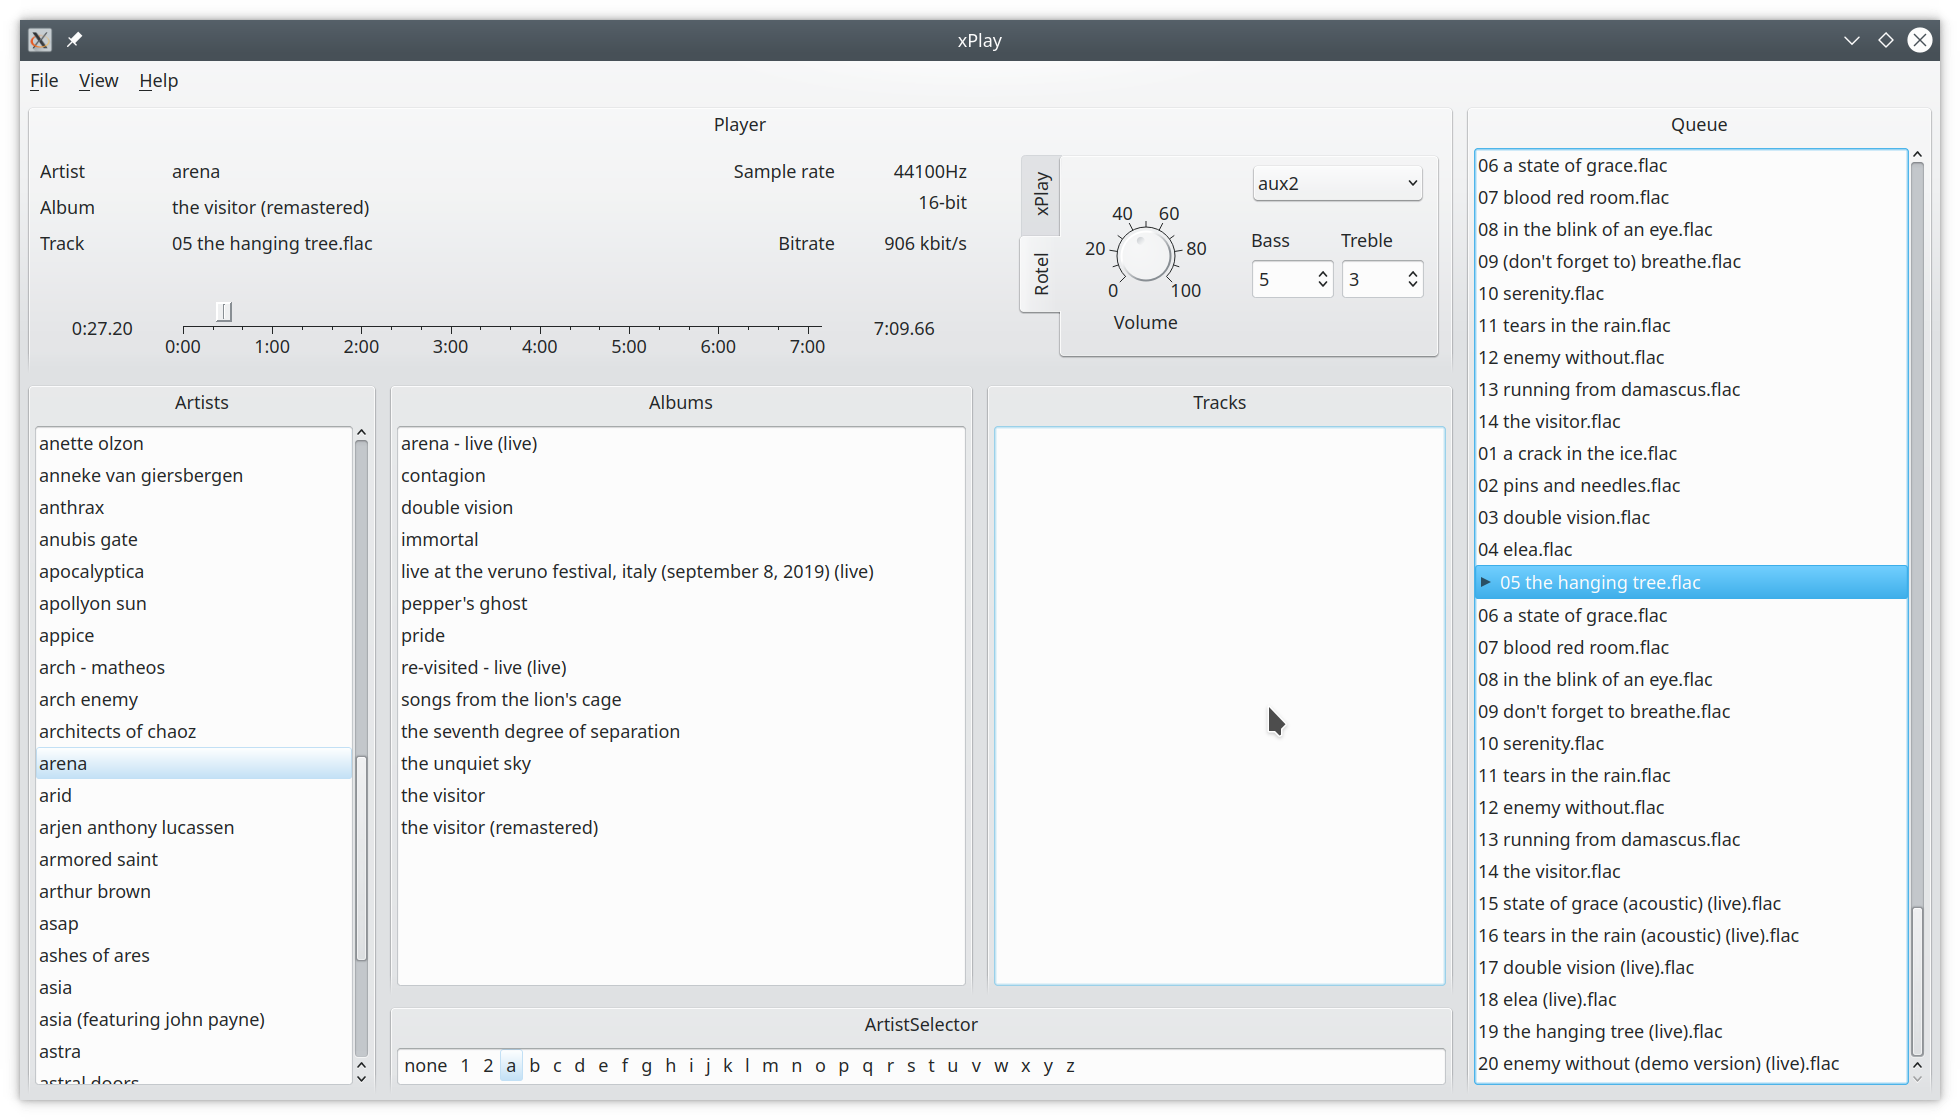 xPlay
File View Help
Player
Artist arena
Album the visitor (remastered)
Track 05 the hanging tree.flac
Sample rate 44100Hz
16-bit
Bitrate 906 kbit/s
0:27.20
0:00 1:00 2:00 3:00 4:00 5:00 6:00 7:00
7:09.66
xPlay
Rotel
0 20 40 60 80 100
Volume
aux2
Bass Treble
5 3
Artists
anette olzon
anneke van giersbergen
anthrax
anubis gate
apocalyptica
apollyon sun
appice
arch - matheos
arch enemy
architects of chaoz
arena
arid
arjen anthony lucassen
armored saint
arthur brown
asap
ashes of ares
asia
asia (featuring john payne)
astra
astral doors
Albums
arena - live (live)
contagion
double vision
immortal
live at the veruno festival, italy (september 8, 2019) (live)
pepper's ghost
pride
re-visited - live (live)
songs from the lion's cage
the seventh degree of separation
the unquiet sky
the visitor
the visitor (remastered)
Tracks
ArtistSelector
none 1 2 a b c d e f g h i j k l m n o p q r s t u v w x y z
Queue
06 a state of grace.flac
07 blood red room.flac
08 in the blink of an eye.flac
09 (don't forget to) breathe.flac
10 serenity.flac
11 tears in the rain.flac
12 enemy without.flac
13 running from damascus.flac
14 the visitor.flac
01 a crack in the ice.flac
02 pins and needles.flac
03 double vision.flac
04 elea.flac
05 the hanging tree.flac
06 a state of grace.flac
07 blood red room.flac
08 in the blink of an eye.flac
09 don't forget to breathe.flac
10 serenity.flac
11 tears in the rain.flac
12 enemy without.flac
13 running from damascus.flac
14 the visitor.flac
15 state of grace (acoustic) (live).flac
16 tears in the rain (acoustic) (live).flac
17 double vision (live).flac
18 elea (live).flac
19 the hanging tree (live).flac
20 enemy without (demo version) (live).flac